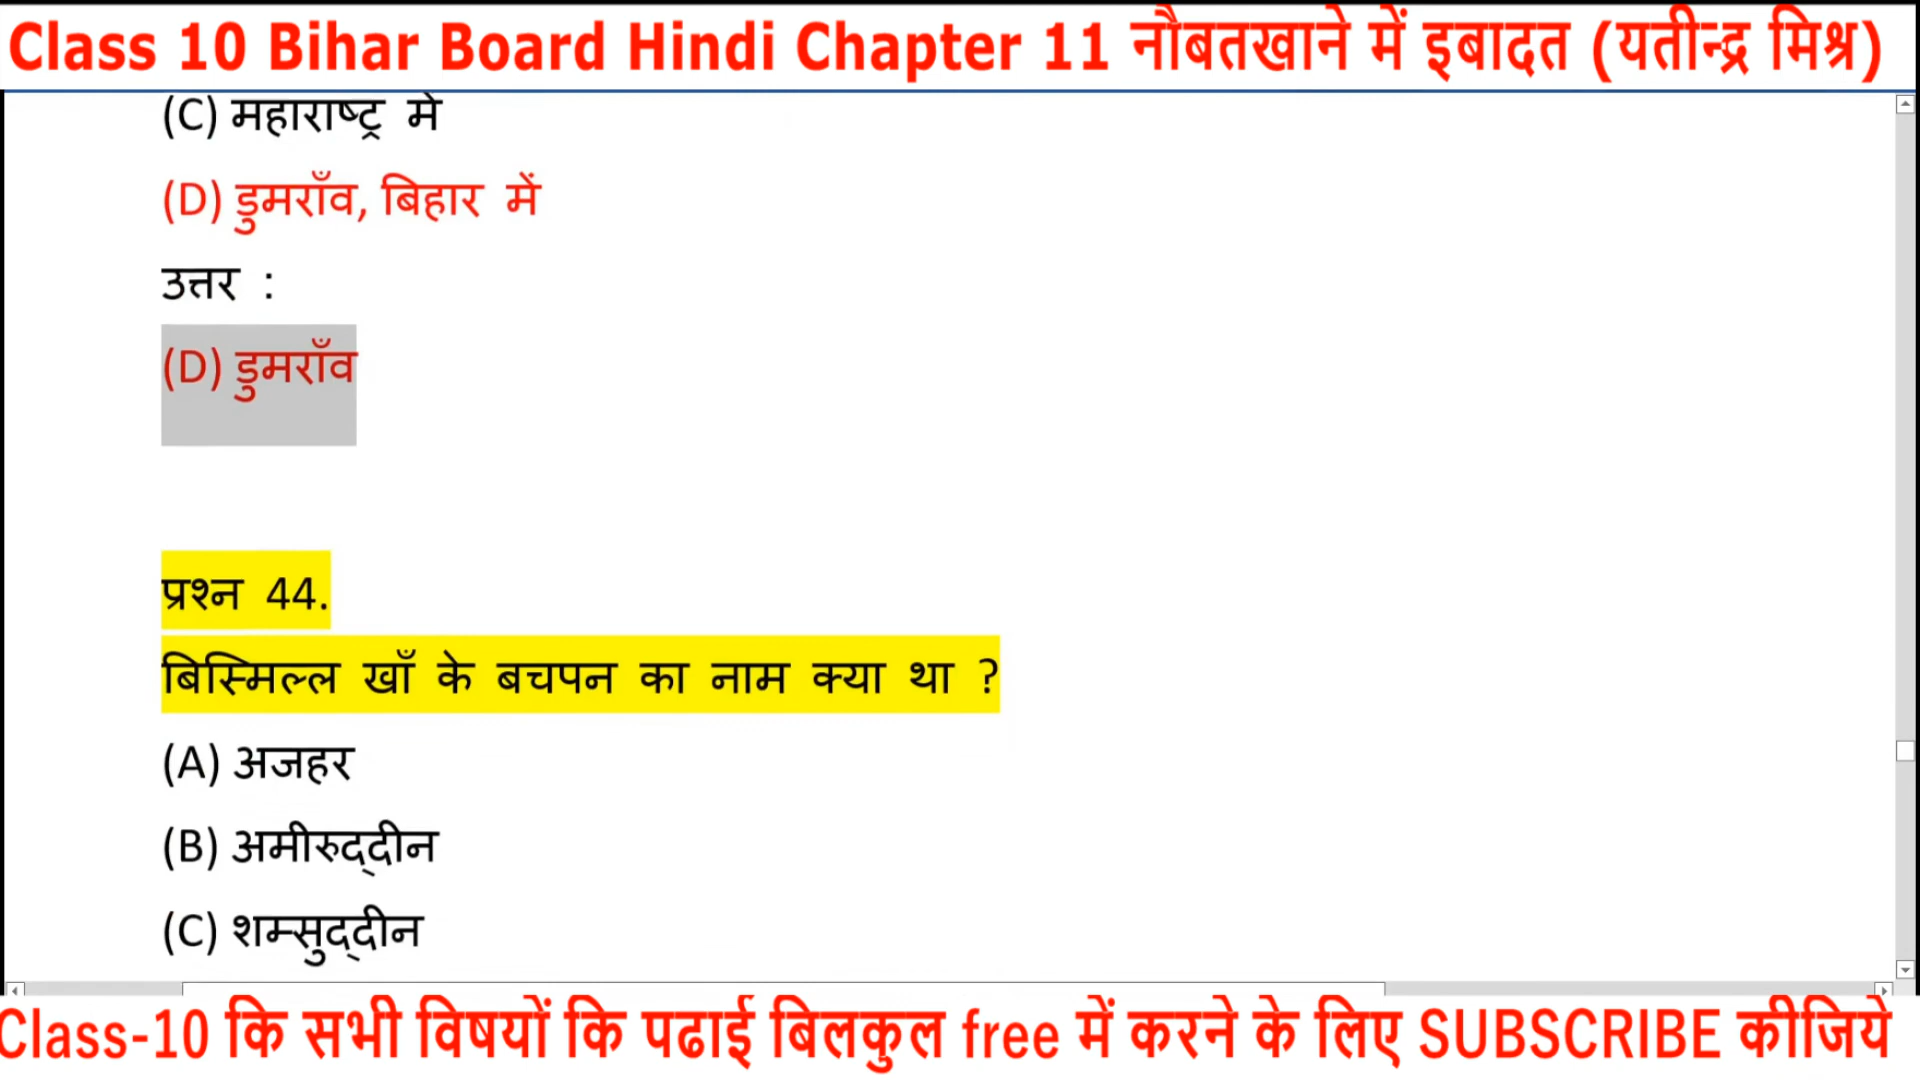 Class 10 Bihar Board Hindi Chapter 11 नौबतखाने में इबादत (यतीन्द्र मिश्र)
(C) महाराष्ट्र मे
(D) डुमराँव, बिहार में
उत्तर :
(D) डुमराँव
प्रश्न 44.
बिस्मिल्ल खाँ के बचपन का नाम क्या था ?
(A) अजहर
(B) अमीरुद्दीन
(C) शम्सुद्दीन
Class-10 कि सभी विषयों कि पढाई बिलकुल free में करने के लिए SUBSCRIBE कीजिये